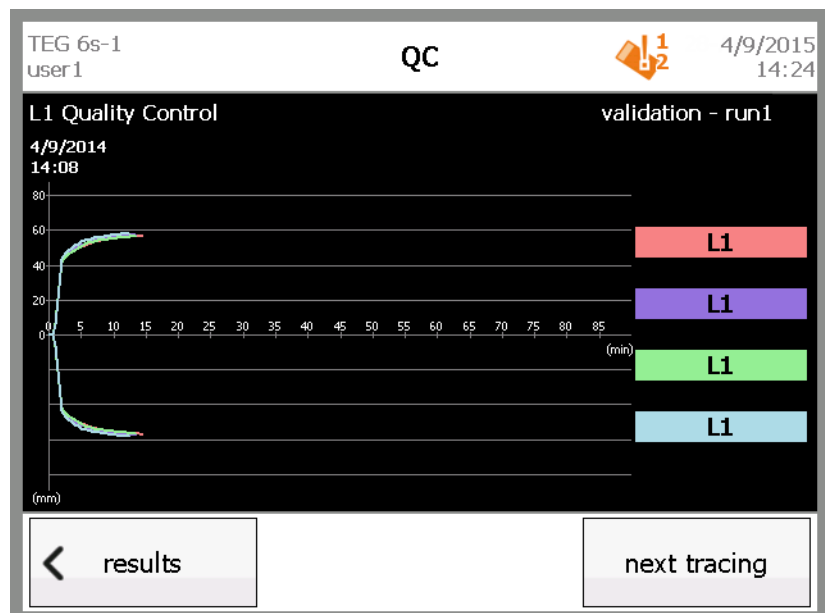 TEG 6s-1
user1
QC
1
2
4/9/2015
14:24
L1 Quality Control
validation - run1
4/9/2014
14:08
80
60
40
20
0
0 5 10 15 20 25 30 35 40 45 50 55 60 65 70 75 80 85
(min)
(mm)
L1
L1
L1
L1
results
next tracing